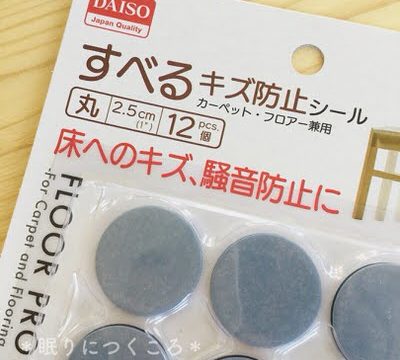 DAISO
Japan Quality
すべる キズ防止シール
カーペット・フロアー兼用
丸 2.5cm (1") 12 pcs. 個
床へのキズ、騒音防止に
FLOOR PRO
-For Carpet and Flooring
*眠りにつくころ*